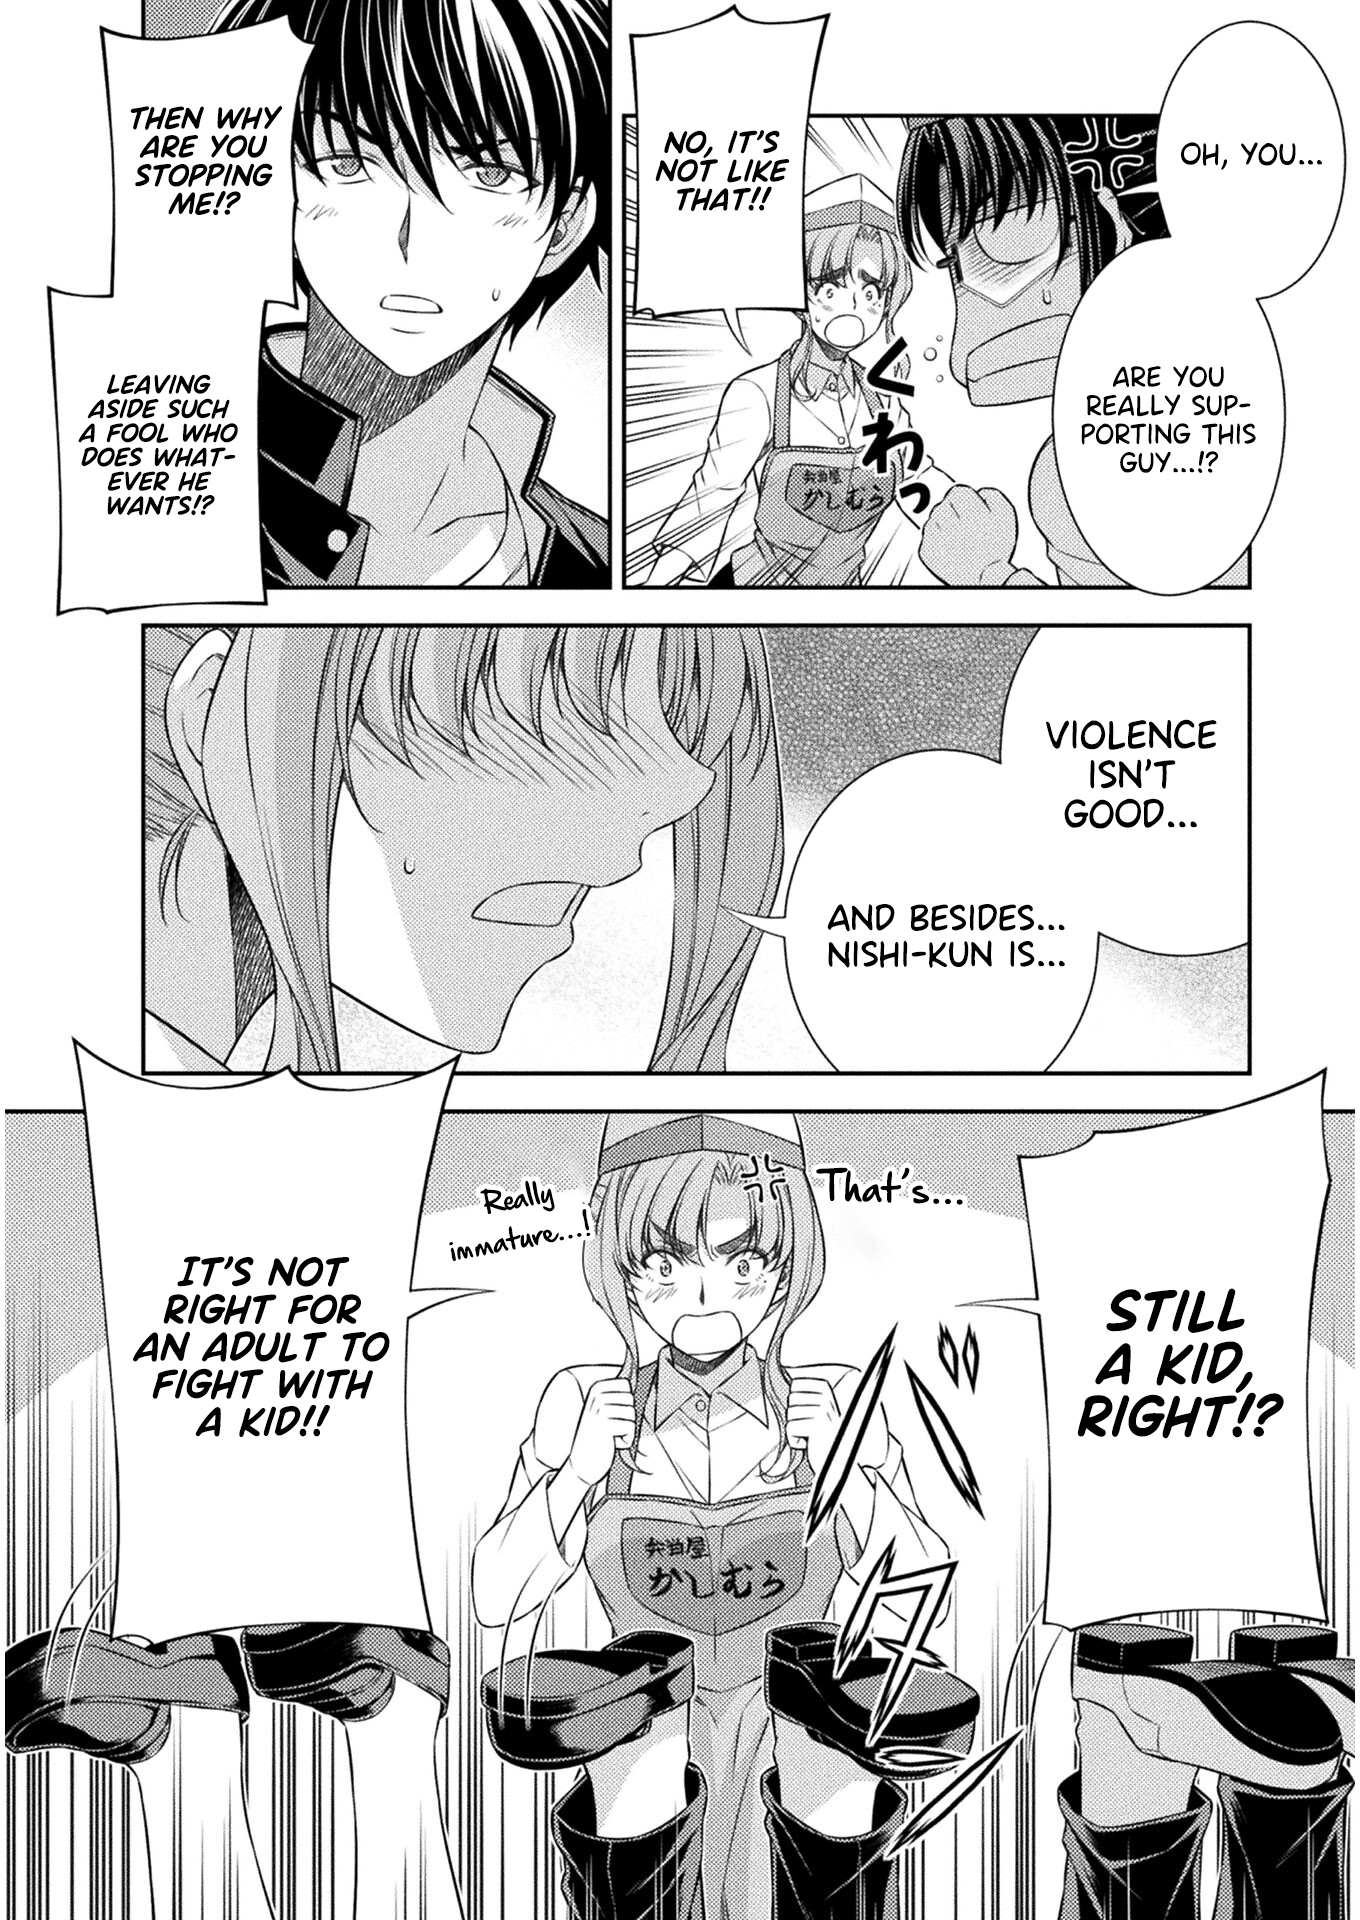 OH, YOU...
ARE YOU
REALLY SUP-
PORTING THIS
GUY...!?
NO, IT'S
NOT LIKE
THAT!!
くわっ
弁当屋
かしむら
THEN WHY
ARE YOU
STOPPING
ME!?
LEAVING
ASIDE SUCH
A FOOL WHO
DOES WHAT-
EVER HE
WANTS!?
VIOLENCE
ISN'T
GOOD...
AND BESIDES...
NISHI-KUN IS...
STILL
A KID,
RIGHT!?
That's...
Really
immature...!
IT'S NOT
RIGHT FOR
AN ADULT TO
FIGHT WITH
A KID!!
弁当屋
かしむら